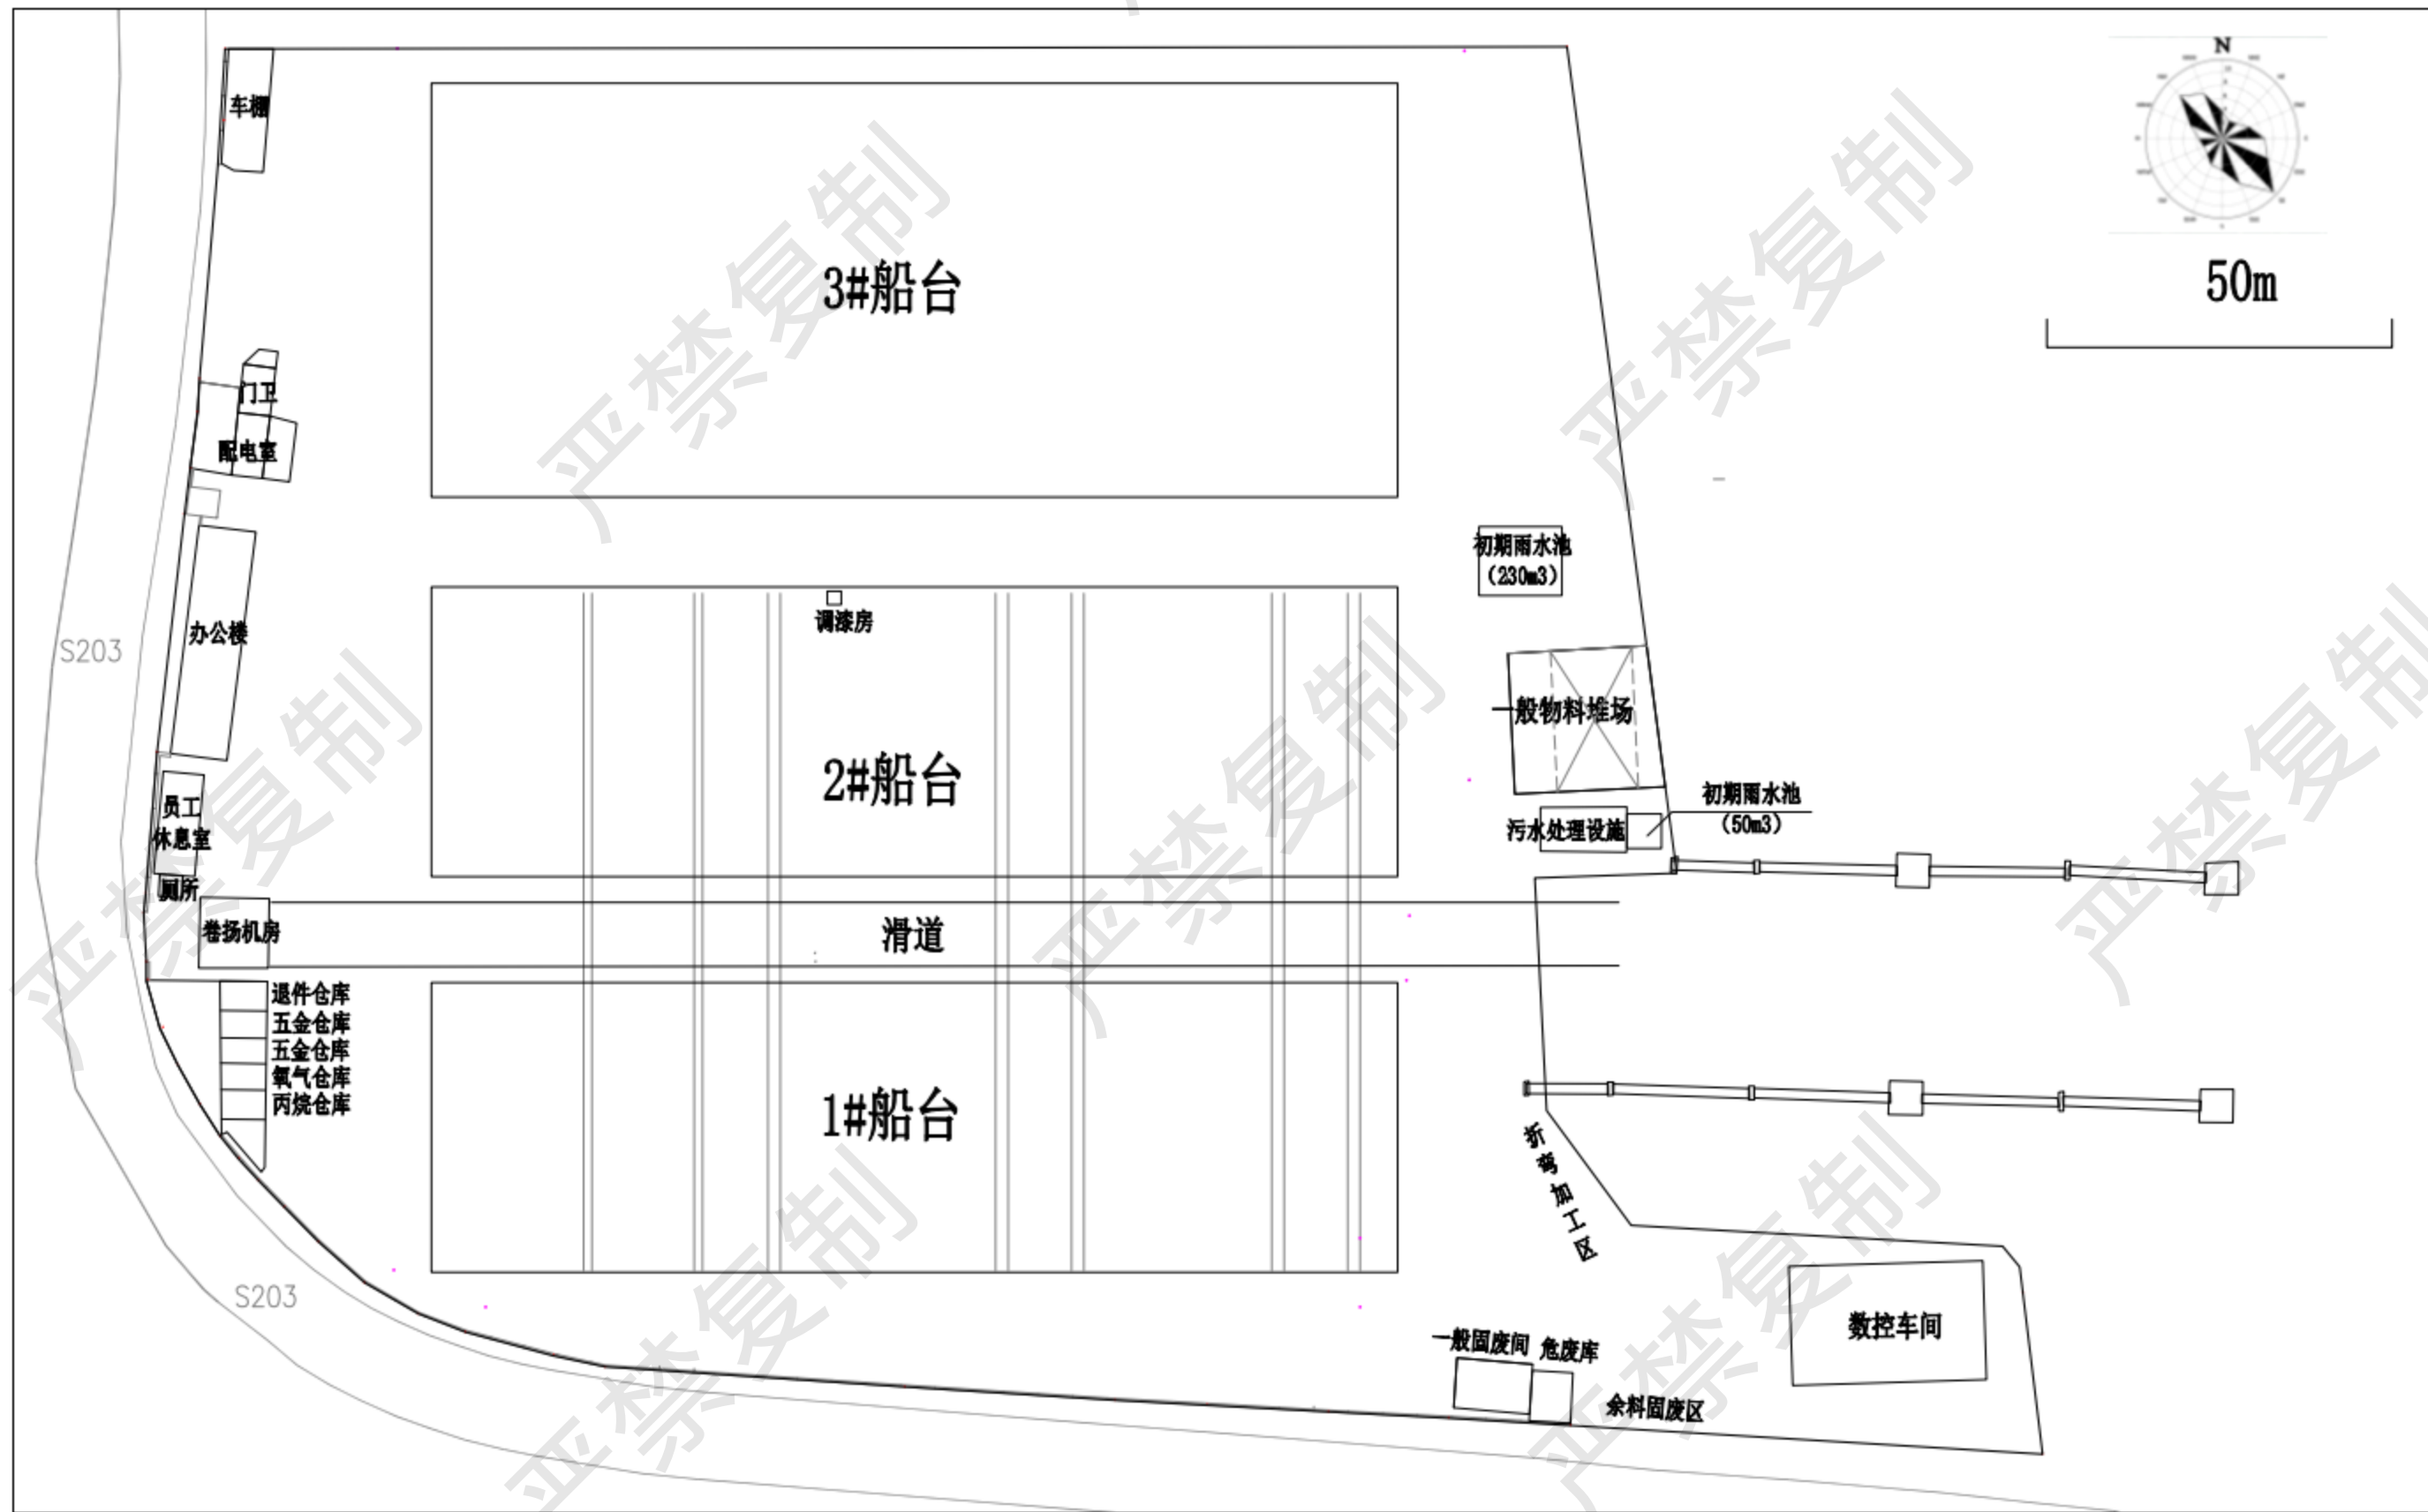 N
50m
车棚
3#船台
门卫
配电室
初期雨水池
（230m3）
调漆房
办公楼
S203
一般物料堆场
2#船台
初期雨水池
（50m3）
员工
休息室
污水处理设施
厕所
卷扬机房
滑道
退件仓库
五金仓库
五金仓库
氧气仓库
丙烷仓库
1#船台
折弯加工区
S203
数控车间
一般固废间
危废库
余料固废区
严禁复制
严禁复制
严禁复制
严禁复制
严禁复制
严禁复制
严禁复制